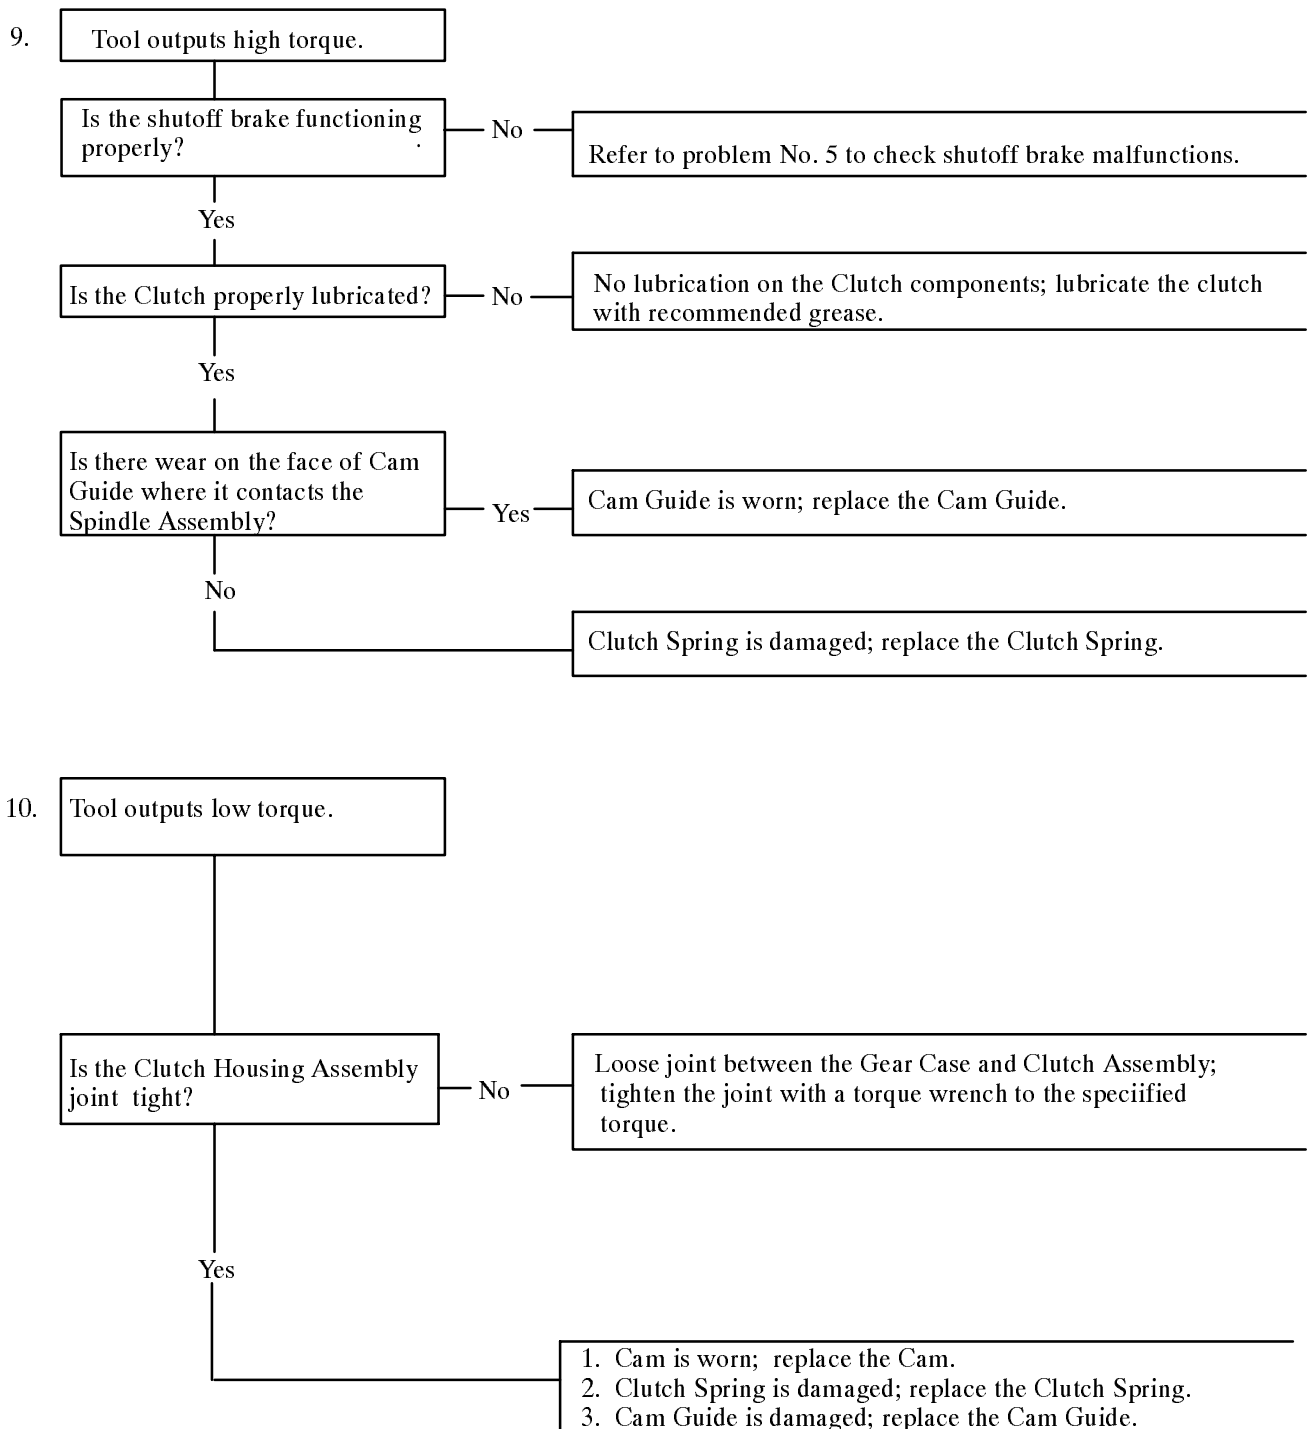 9.
Tool outputs high torque.
Is the shutoff brake functioning
properly?
No
Refer to problem No. 5 to check shutoff brake malfunctions.
Yes
Is the Clutch properly lubricated?
No
No lubrication on the Clutch components; lubricate the clutch
with recommended grease.
Yes
Is there wear on the face of Cam
Guide where it contacts the
Spindle Assembly?
Yes
Cam Guide is worn; replace the Cam Guide.
No
Clutch Spring is damaged; replace the Clutch Spring.
10.
Tool outputs low torque.
Is the Clutch Housing Assembly
joint tight?
No
Loose joint between the Gear Case and Clutch Assembly;
tighten the joint with a torque wrench to the speciified
torque.
Yes
1. Cam is worn; replace the Cam.
2. Clutch Spring is damaged; replace the Clutch Spring.
3. Cam Guide is damaged; replace the Cam Guide.